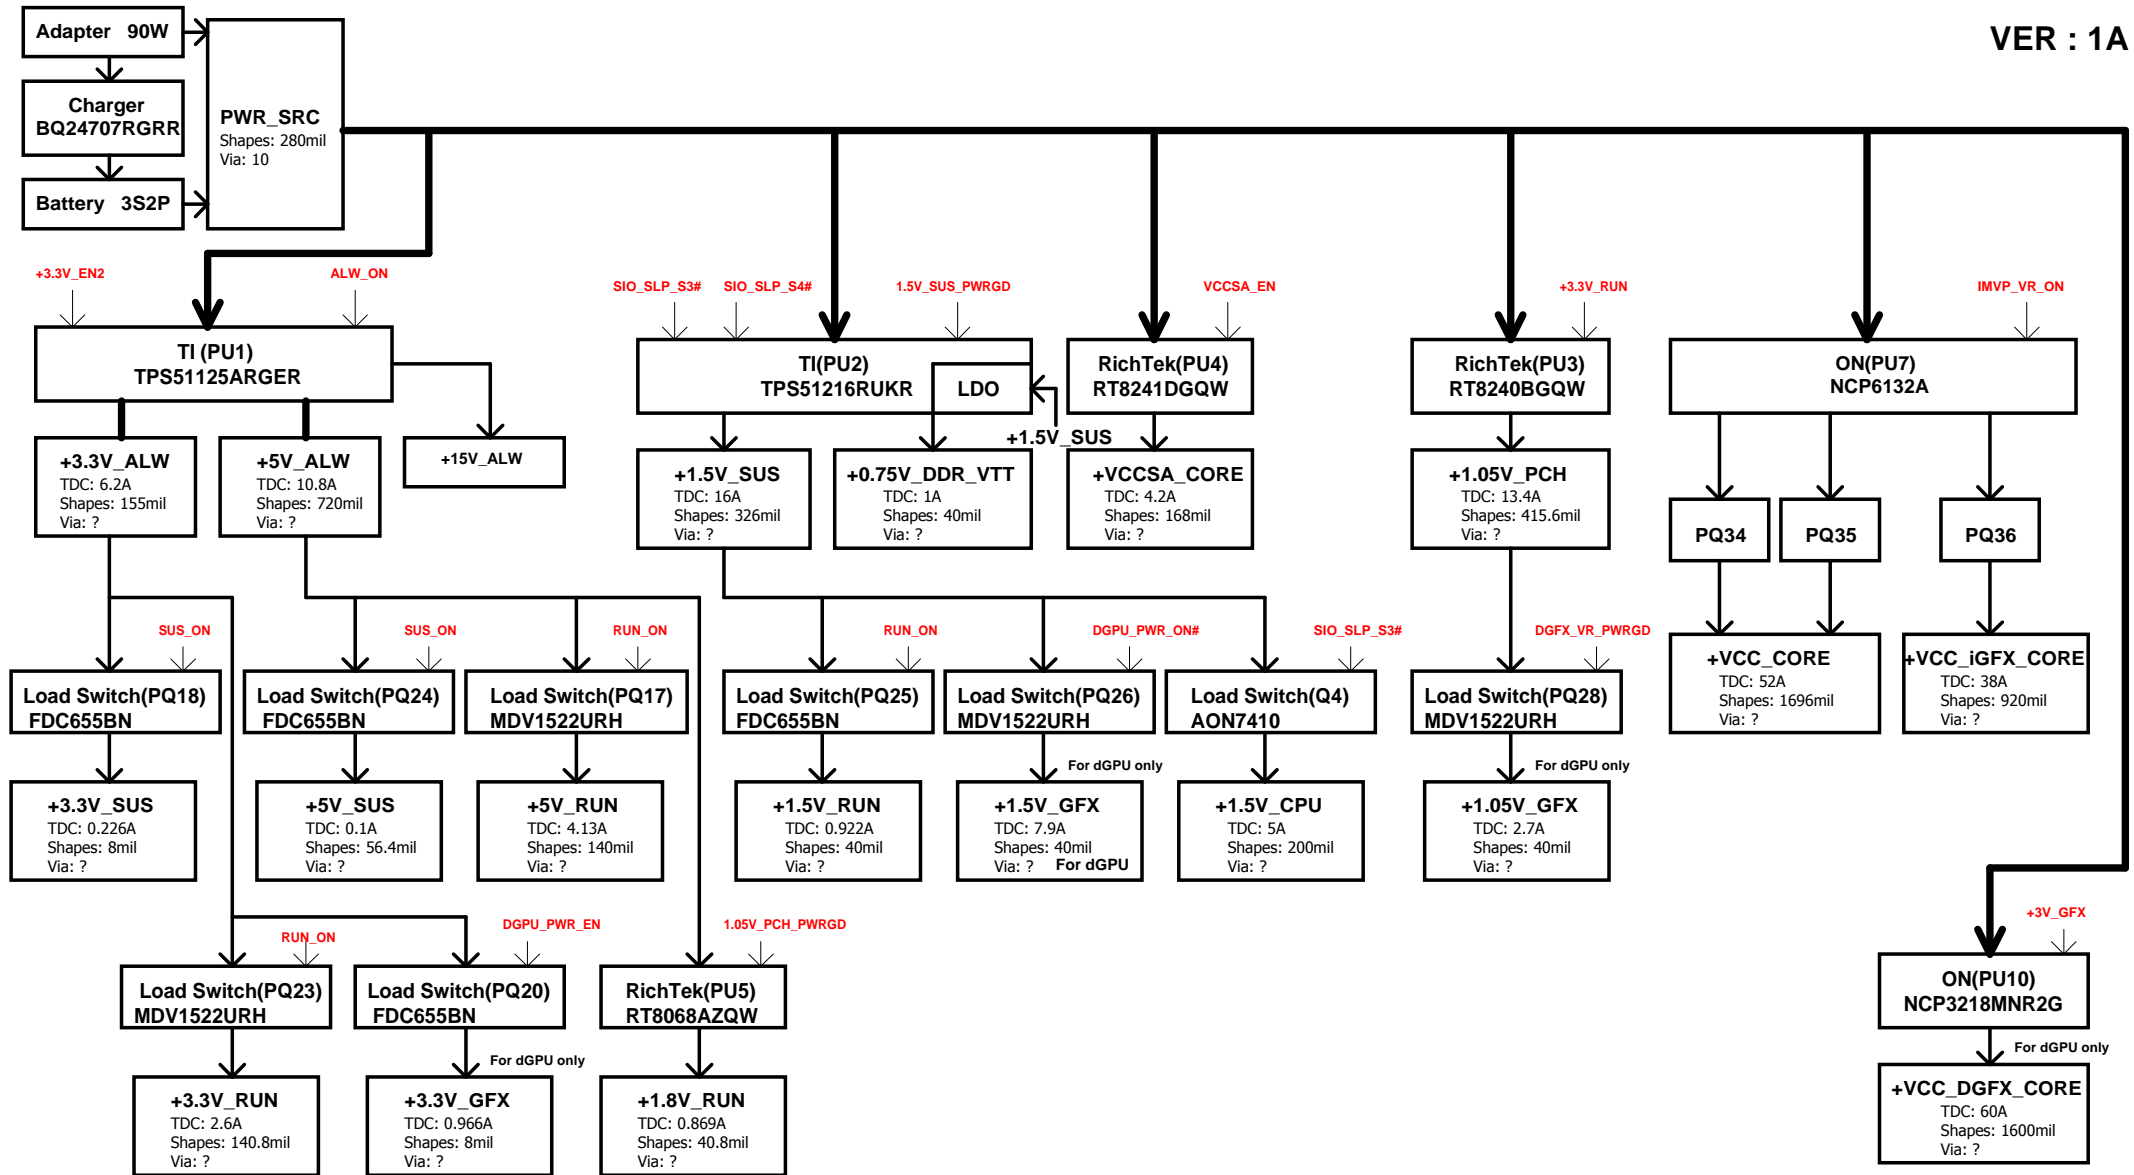 VER : 1A
Adapter 90W
Charger
BQ24707RGRR
Battery 3S2P
PWR_SRC
Shapes: 280mil
Via: 10
+3.3V_EN2
ALW_ON
SIO_SLP_S3#
SIO_SLP_S4#
1.5V_SUS_PWRGD
VCCSA_EN
+3.3V_RUN
IMVP_VR_ON
TI (PU1)
TPS51125ARGER
TI(PU2)
TPS51216RUKR
LDO
RichTek(PU4)
RT8241DGQW
RichTek(PU3)
RT8240BGQW
ON(PU7)
NCP6132A
+1.5V_SUS
+3.3V_ALW
TDC: 6.2A
Shapes: 155mil
Via: ?
+5V_ALW
TDC: 10.8A
Shapes: 720mil
Via: ?
+15V_ALW
+1.5V_SUS
TDC: 16A
Shapes: 326mil
Via: ?
+0.75V_DDR_VTT
TDC: 1A
Shapes: 40mil
Via: ?
+VCCSA_CORE
TDC: 4.2A
Shapes: 168mil
Via: ?
+1.05V_PCH
TDC: 13.4A
Shapes: 415.6mil
Via: ?
PQ34
PQ35
PQ36
SUS_ON
SUS_ON
RUN_ON
RUN_ON
DGPU_PWR_ON#
SIO_SLP_S3#
DGFX_VR_PWRGD
Load Switch(PQ18)
FDC655BN
Load Switch(PQ24)
FDC655BN
Load Switch(PQ17)
MDV1522URH
Load Switch(PQ25)
FDC655BN
Load Switch(PQ26)
MDV1522URH
Load Switch(Q4)
AON7410
Load Switch(PQ28)
MDV1522URH
+VCC_CORE
TDC: 52A
Shapes: 1696mil
Via: ?
+VCC_iGFX_CORE
TDC: 38A
Shapes: 920mil
Via: ?
For dGPU only
For dGPU only
+3.3V_SUS
TDC: 0.226A
Shapes: 8mil
Via: ?
+5V_SUS
TDC: 0.1A
Shapes: 56.4mil
Via: ?
+5V_RUN
TDC: 4.13A
Shapes: 140mil
Via: ?
+1.5V_RUN
TDC: 0.922A
Shapes: 40mil
Via: ?
+1.5V_GFX
TDC: 7.9A
Shapes: 40mil
Via: ? For dGPU
+1.5V_CPU
TDC: 5A
Shapes: 200mil
Via: ?
+1.05V_GFX
TDC: 2.7A
Shapes: 40mil
Via: ?
RUN_ON
DGPU_PWR_EN
1.05V_PCH_PWRGD
+3V_GFX
Load Switch(PQ23)
MDV1522URH
Load Switch(PQ20)
FDC655BN
RichTek(PU5)
RT8068AZQW
ON(PU10)
NCP3218MNR2G
For dGPU only
For dGPU only
+3.3V_RUN
TDC: 2.6A
Shapes: 140.8mil
Via: ?
+3.3V_GFX
TDC: 0.966A
Shapes: 8mil
Via: ?
+1.8V_RUN
TDC: 0.869A
Shapes: 40.8mil
Via: ?
+VCC_DGFX_CORE
TDC: 60A
Shapes: 1600mil
Via: ?